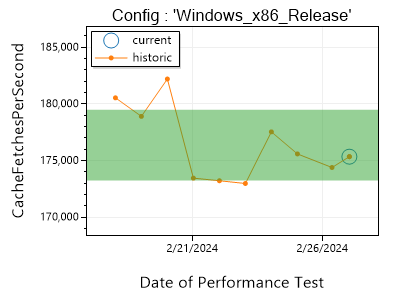 Config : 'Windows_x86_Release'
current
historic
185,000
180,000
175,000
170,000
CacheFetchesPerSecond
2/21/2024
2/26/2024
Date of Performance Test